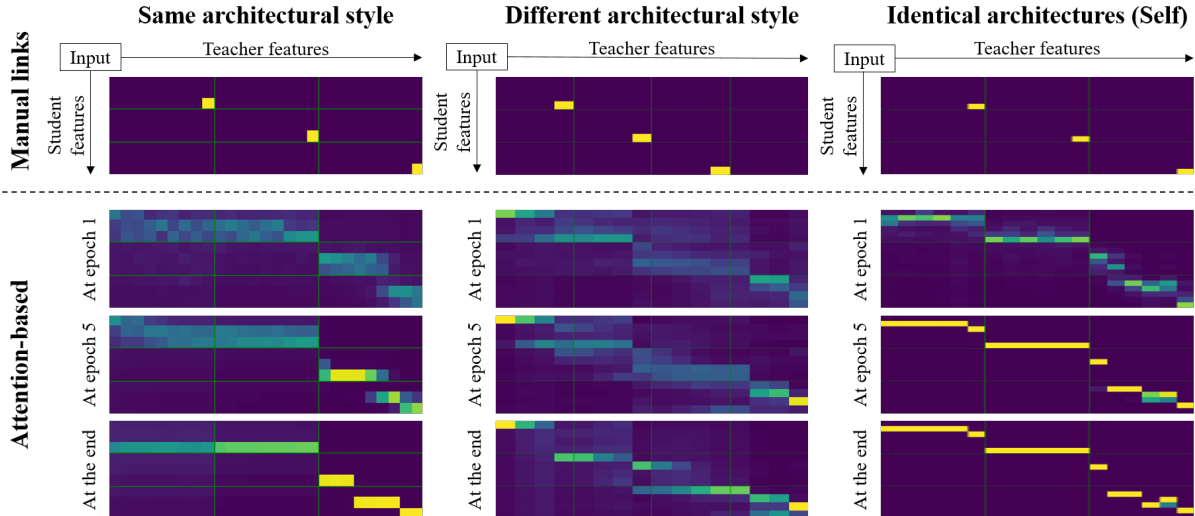 Same architectural style
Different architectural style
Identical architectures (Self)
Manual links
Input
Teacher features
Student
features
Input
Teacher features
Student
features
Input
Teacher features
Student
features
Attention-based
At epoch 1
At epoch 1
At epoch 1
At epoch 5
At epoch 5
At epoch 5
At the end
At the end
At the end